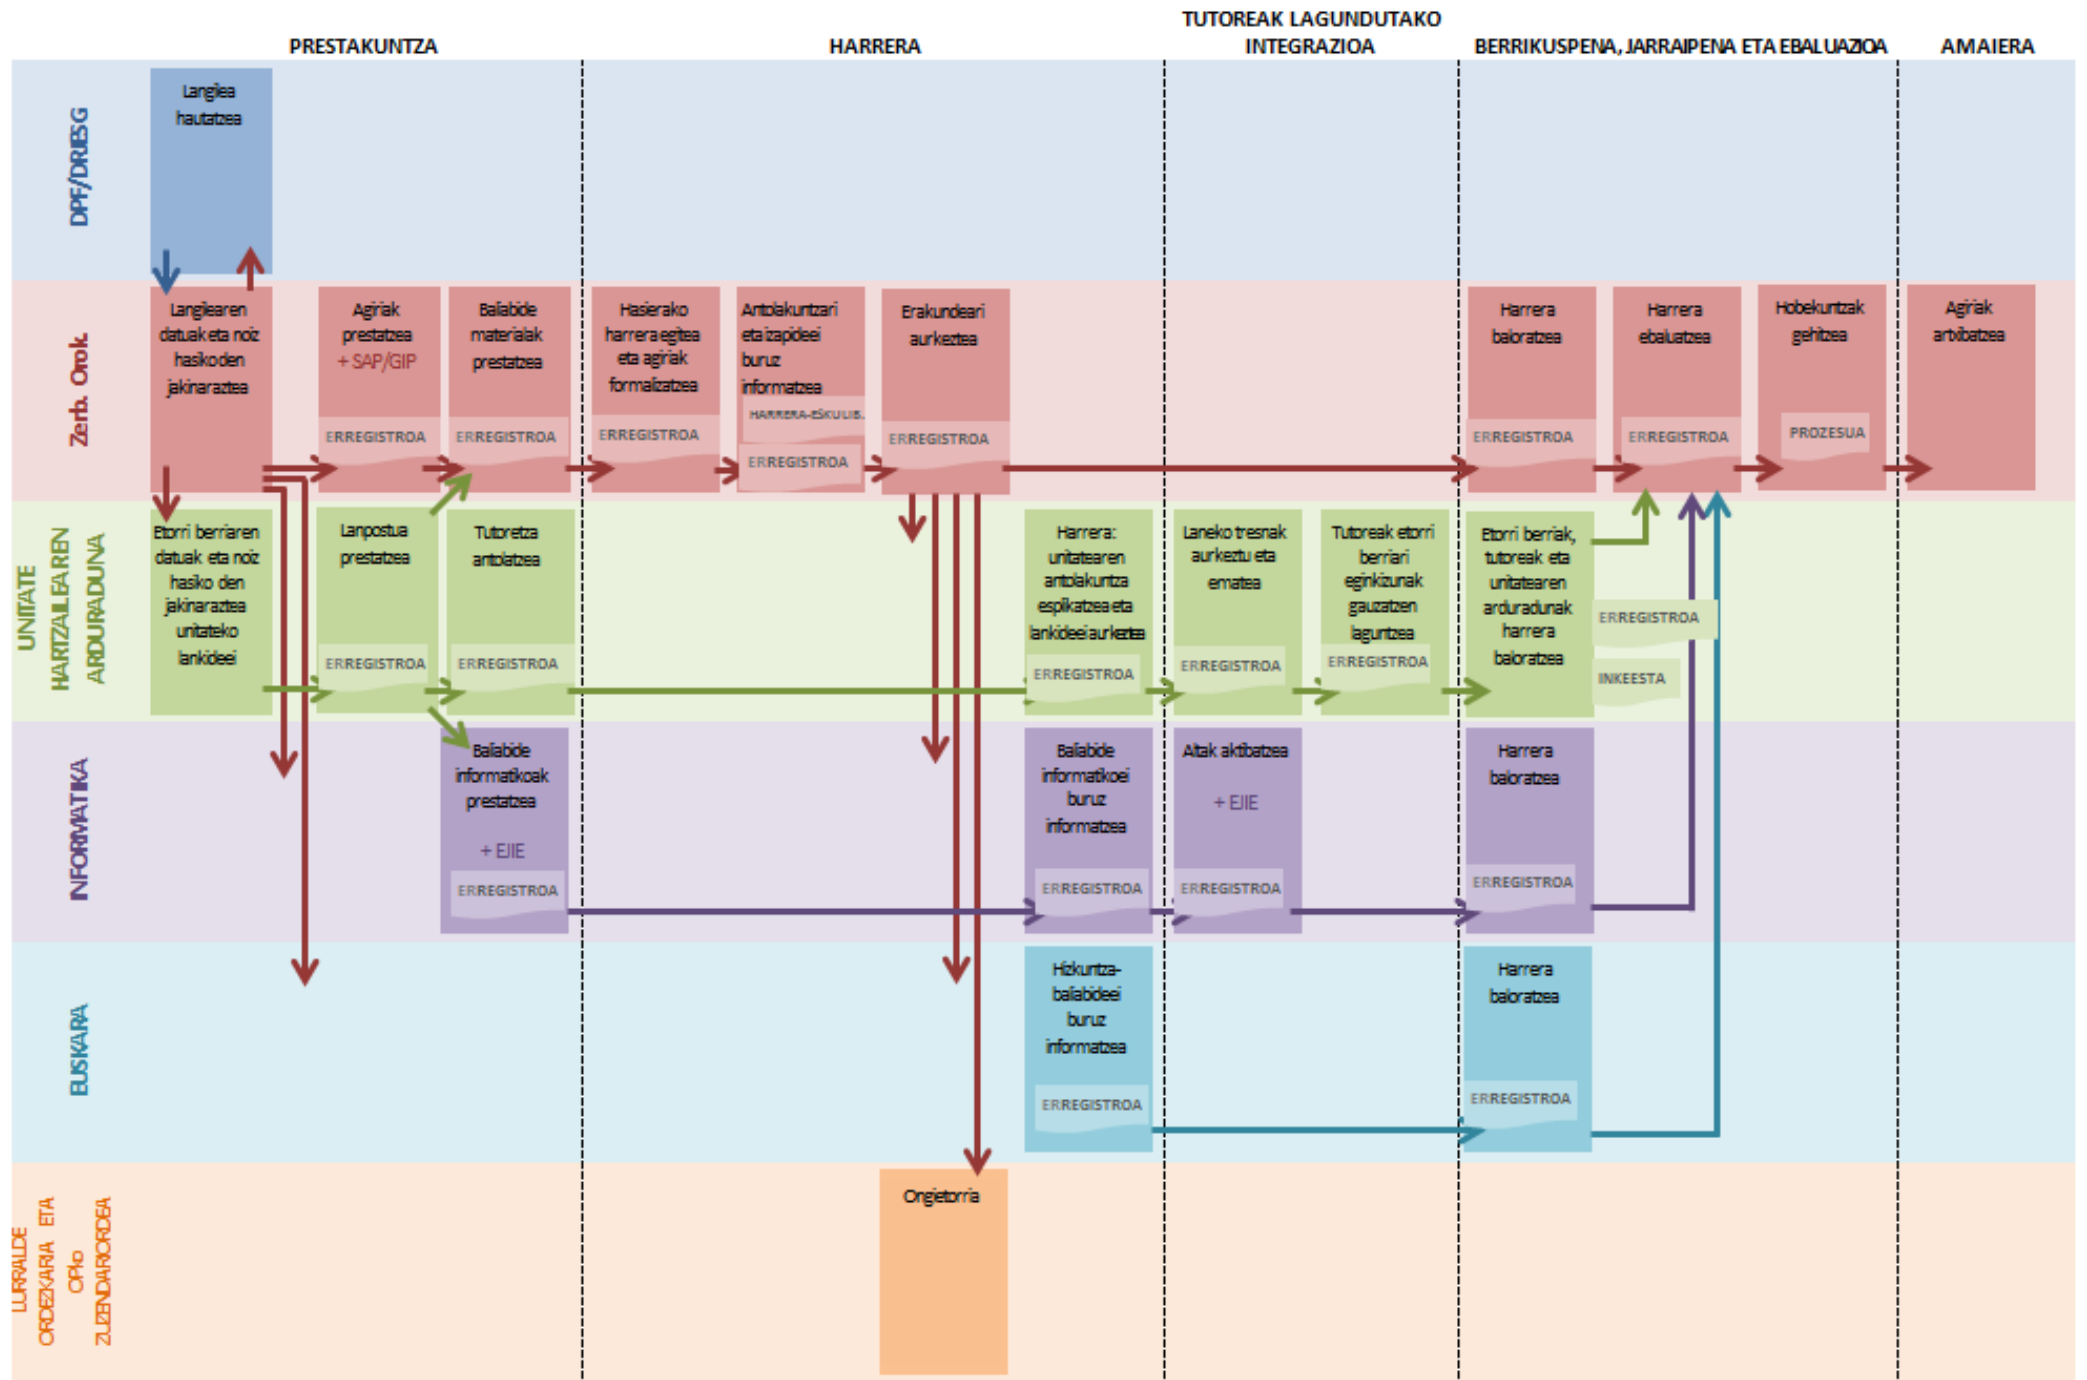 TUTOREAK LAGUNDUTAKO
PRESTAKUNTZA
HARRERA
INTEGRAZIOA
BERRIKUSPENA, JARRAIPENA ETA EBALUAZIOA
AMAIERA
DPF/DRJESG
Langilea
hautatzea
Zerb. Orok.
Langilearen
datuak eta noiz
hasiko den
jakinaraztea
Agiriak
prestatzea
+ SAP/GIP
ERREGISTROA
Baliabide
materialak
prestatzea
ERREGISTROA
Hasierako
harrera egitea
eta agiriak
formalizatzea
ERREGISTROA
Antolakuntzari
eta izapideei
buruz
informatzea
HARRERA-ESKULIB.
ERREGISTROA
Erakundeari
aurkeztea
ERREGISTROA
Harrera
baloratzea
ERREGISTROA
Harrera
ebaluatzea
ERREGISTROA
Hobekuntzak
gehitzea
PROZESUA
Agiriak
artxibatzea
UNITATE
HARTZAILEAREN
ARDURADUNA
Etorri berriaren
datuak eta noiz
hasiko den
jakinaraztea
unitateko
lankideei
Lanpostua
prestatzea
ERREGISTROA
Tutoretza
antolatzea
ERREGISTROA
Harrera:
unitatearen
antolakuntza
esplikatzea eta
lankideei aurkeztea
ERREGISTROA
Laneko tresnak
aurkeztu eta
ematea
ERREGISTROA
Tutoreak etorri
berriari
eginkizunak
gauzatzen
laguntzea
ERREGISTROA
Etorri berriak,
tutoreak eta
unitatearen
arduradunak
harrera
baloratzea
ERREGISTROA
INKEESTA
INFORMATIKA
Baliabide
informatikoak
prestatzea
+ EJIE
ERREGISTROA
Baliabide
informatikoei
buruz
informatzea
ERREGISTROA
Altak aktibatzea
+ EJIE
ERREGISTROA
Harrera
baloratzea
ERREGISTROA
EUSKARA
Hizkuntza-
baliabideei
buruz
informatzea
ERREGISTROA
Harrera
baloratzea
ERREGISTROA
LURRALDE
ORDEZKARIA ETA
OPko
ZUZENDARIORDEA
Ongietorria